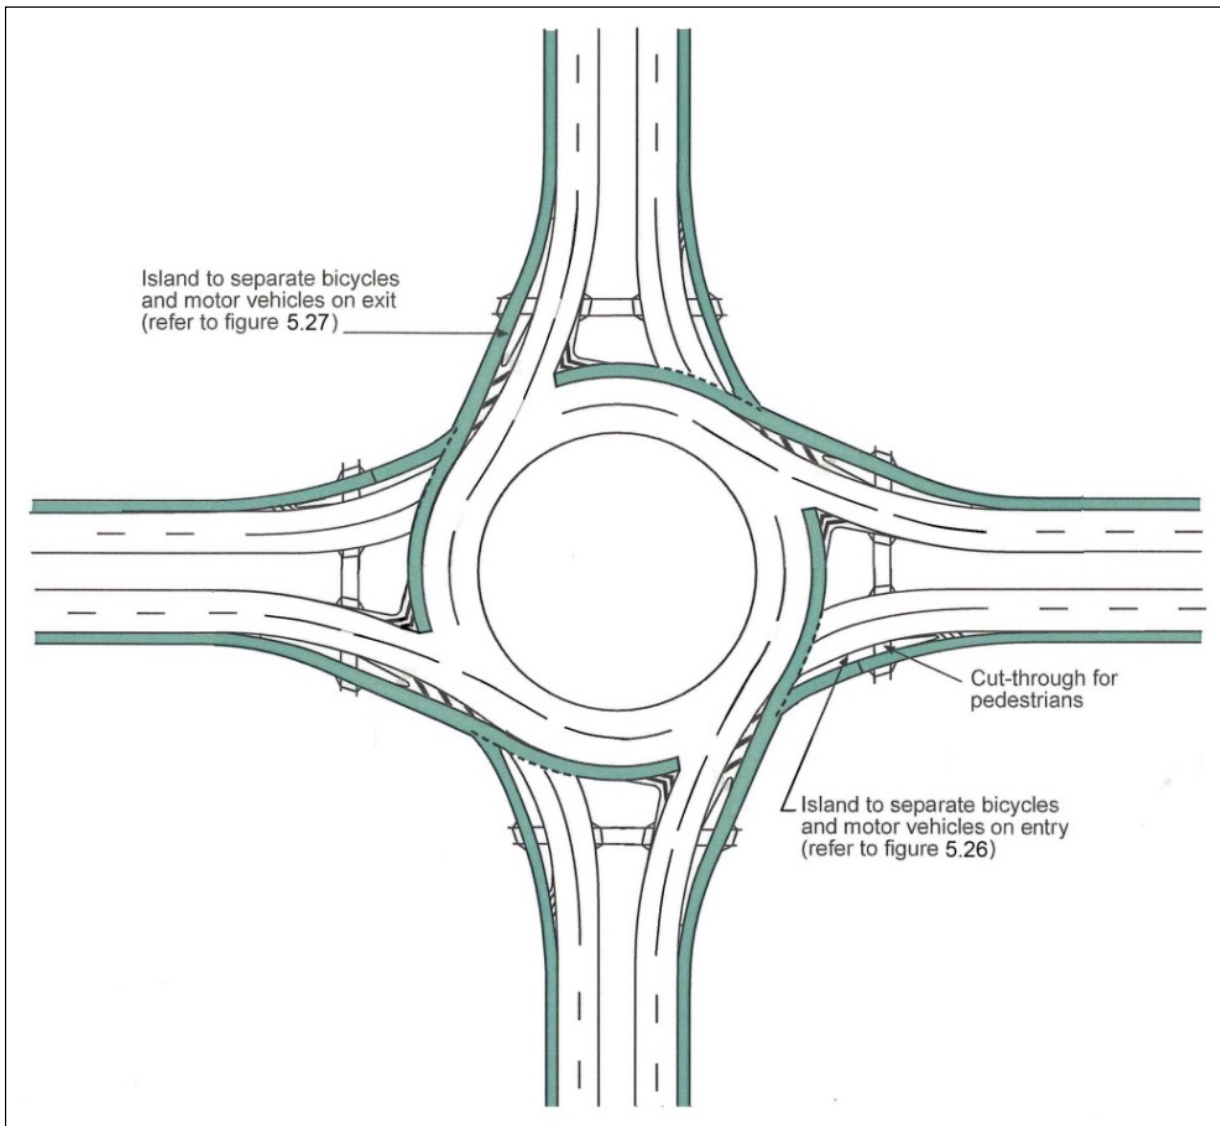 Island to separate bicycles
and motor vehicles on exit
(refer to figure 5.27)
Cut-through for
pedestrians
Island to separate bicycles
and motor vehicles on entry
(refer to figure 5.26)